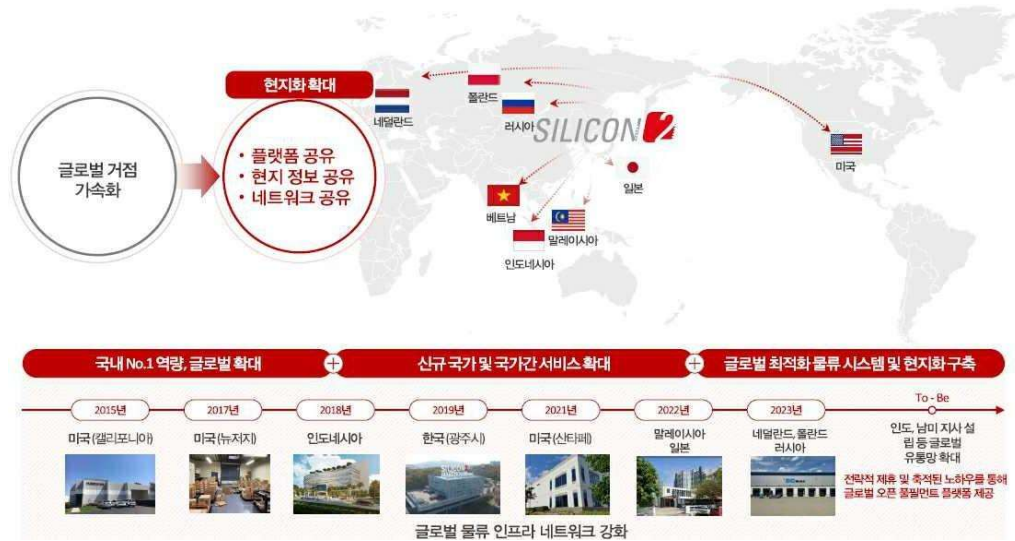 현지화 확대
글로벌 거점
가속화
• 플랫폼 공유
• 현지 정보 공유
• 네트워크 공유
네덜란드
폴란드
러시아
SILICON2
일본
미국
베트남
말레이시아
인도네시아
국내 No.1 역량, 글로벌 확대
신규 국가 및 국가간 서비스 확대
글로벌 최적화 물류 시스템 및 현지화 구축
2015년
미국 (캘리포니아)
2017년
미국 (뉴저지)
2018년
인도네시아
2019년
한국 (광주시)
2021년
미국 (산타페)
2022년
말레이시아
일본
2023년
네덜란드, 폴란드
러시아
To - Be
인도, 남미 지사 설
립 등 글로벌
유통망 확대
전략적 제휴 및 축적된 노하우를 통해
글로벌 오픈 풀필먼트 플랫폼 제공
글로벌 물류 인프라 네트워크 강화